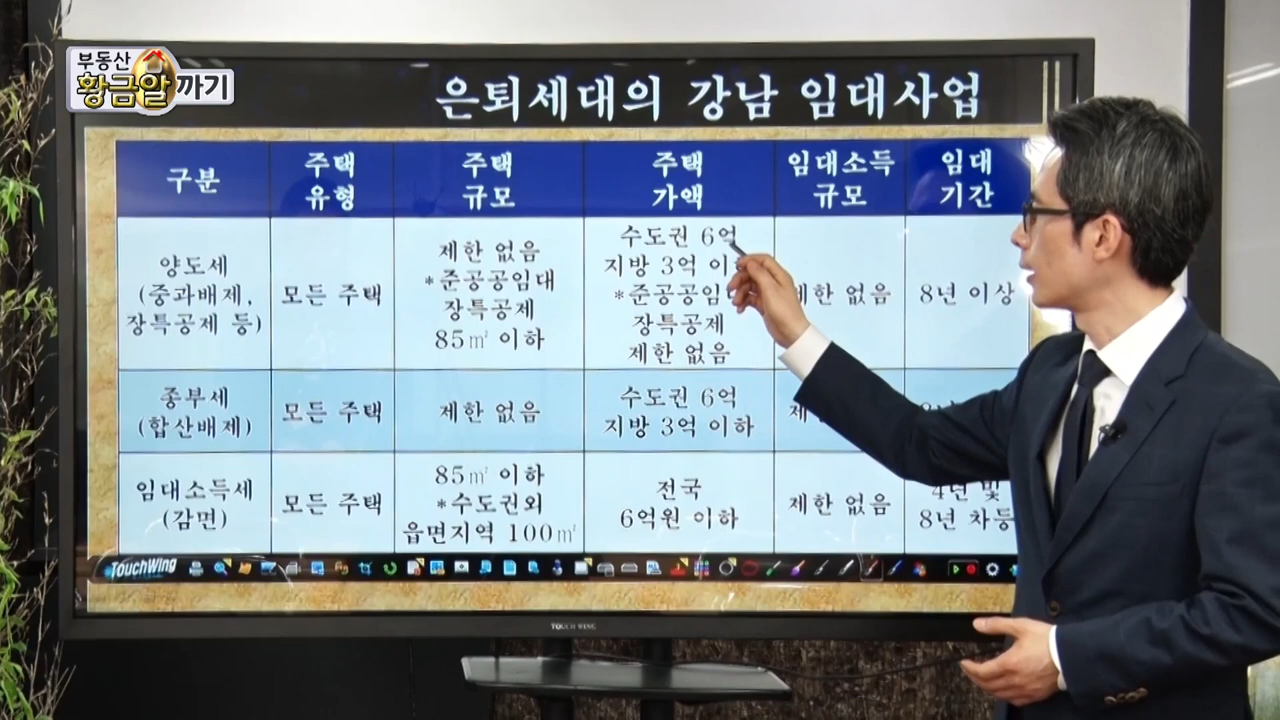 부동산
황금알까기
은퇴세대의 강남 임대사업
구분
주택
유형
주택
규모
주택
가액
임대소득
규모
임대
기간
양도세
(중과배제,
장특공제 등)
모든 주택
제한 없음
*준공공임대
장특공제
85㎡ 이하
수도권 6억
지방 3억
*준공공임대
장특공제
제한 없음
제한 없음
8년 이상
종부세
(합산배제)
모든 주택
제한 없음
수도권 6억
지방 3억 이하
임대소득세
(감면)
모든 주택
85㎡ 이하
*수도권외
읍면지역 100㎡
전국
6억원 이하
제한 없음
4년 및
8년 차등
TouchWing
TOUCH WING